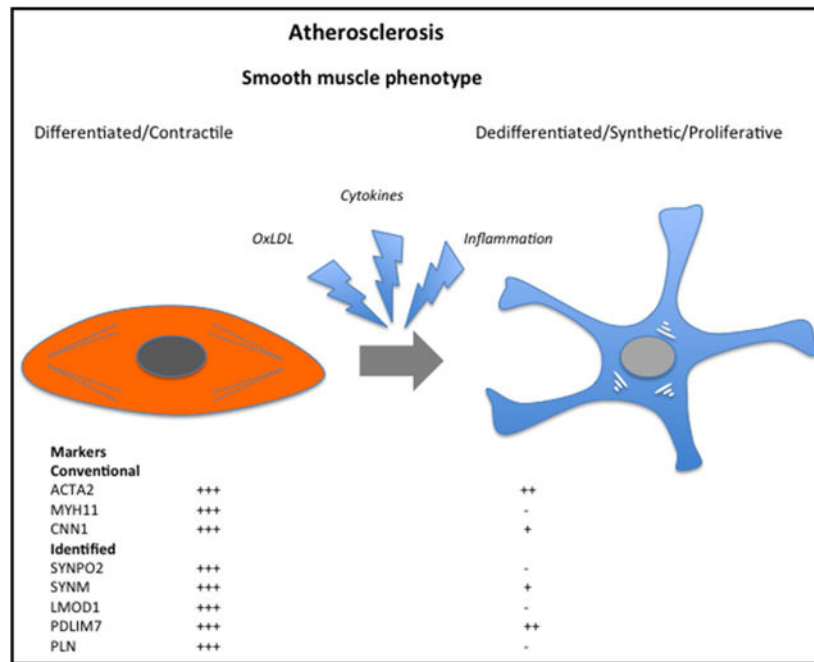 Atherosclerosis
Smooth muscle phenotype
Differentiated/Contractile
Dedifferentiated/Synthetic/Proliferative
Cytokines
OxLDL
Inflammation
Markers
Conventional
ACTA2 +++ ++
MYH11 +++ -
CNN1 +++ +
Identified
SYNPO2 +++ -
SYNM +++ +
LMOD1 +++ -
PDLIM7 +++ ++
PLN +++ -